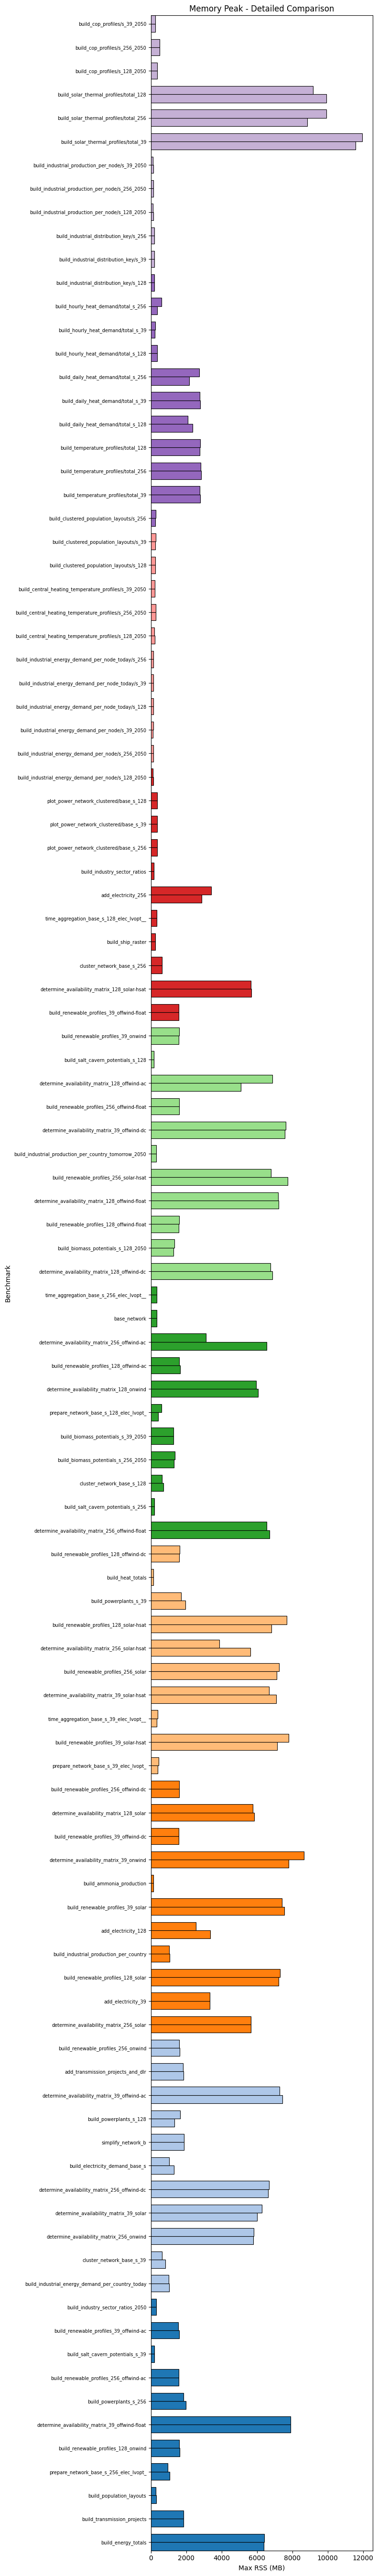 Memory Peak - Detailed Comparison
build_cop_profiles/s_39_2050
build_cop_profiles/s_256_2050
build_cop_profiles/s_128_2050
build_solar_thermal_profiles/total_128
build_solar_thermal_profiles/total_256
build_solar_thermal_profiles/total_39
build_industrial_production_per_node/s_39_2050
build_industrial_production_per_node/s_256_2050
build_industrial_production_per_node/s_128_2050
build_industrial_distribution_key/s_256
build_industrial_distribution_key/s_39
build_industrial_distribution_key/s_128
build_hourly_heat_demand/total_s_256
build_hourly_heat_demand/total_s_39
build_hourly_heat_demand/total_s_128
build_daily_heat_demand/total_s_256
build_daily_heat_demand/total_s_39
build_daily_heat_demand/total_s_128
build_temperature_profiles/total_128
build_temperature_profiles/total_256
build_temperature_profiles/total_39
build_clustered_population_layouts/s_256
build_clustered_population_layouts/s_39
build_clustered_population_layouts/s_128
build_central_heating_temperature_profiles/s_39_2050
build_central_heating_temperature_profiles/s_256_2050
build_central_heating_temperature_profiles/s_128_2050
build_industrial_energy_demand_per_node_today/s_256
build_industrial_energy_demand_per_node_today/s_39
build_industrial_energy_demand_per_node_today/s_128
build_industrial_energy_demand_per_node/s_39_2050
build_industrial_energy_demand_per_node/s_256_2050
build_industrial_energy_demand_per_node/s_128_2050
plot_power_network_clustered/base_s_128
plot_power_network_clustered/base_s_39
plot_power_network_clustered/base_s_256
build_industry_sector_ratios
add_electricity_256
time_aggregation_base_s_128_elec_lvopt__
build_ship_raster
cluster_network_base_s_256
determine_availability_matrix_128_solar-hsat
build_renewable_profiles_39_offwind-float
build_renewable_profiles_39_onwind
build_salt_cavern_potentials_s_128
determine_availability_matrix_128_offwind-ac
build_renewable_profiles_256_offwind-float
determine_availability_matrix_39_offwind-dc
build_industrial_production_per_country_tomorrow_2050
build_renewable_profiles_256_solar-hsat
determine_availability_matrix_128_offwind-float
build_renewable_profiles_128_offwind-float
build_biomass_potentials_s_128_2050
determine_availability_matrix_128_offwind-dc
time_aggregation_base_s_256_elec_lvopt__
base_network
determine_availability_matrix_256_offwind-ac
build_renewable_profiles_128_offwind-ac
determine_availability_matrix_128_onwind
prepare_network_base_s_128_elec_lvopt_
build_biomass_potentials_s_39_2050
build_biomass_potentials_s_256_2050
cluster_network_base_s_128
build_salt_cavern_potentials_s_256
determine_availability_matrix_256_offwind-float
build_renewable_profiles_128_offwind-dc
build_heat_totals
build_powerplants_s_39
build_renewable_profiles_128_solar-hsat
determine_availability_matrix_256_solar-hsat
build_renewable_profiles_256_solar
determine_availability_matrix_39_solar-hsat
time_aggregation_base_s_39_elec_lvopt__
build_renewable_profiles_39_solar-hsat
prepare_network_base_s_39_elec_lvopt_
build_renewable_profiles_256_offwind-dc
determine_availability_matrix_128_solar
build_renewable_profiles_39_offwind-dc
determine_availability_matrix_39_onwind
build_ammonia_production
build_renewable_profiles_39_solar
add_electricity_128
build_industrial_production_per_country
build_renewable_profiles_128_solar
add_electricity_39
determine_availability_matrix_256_solar
build_renewable_profiles_256_onwind
add_transmission_projects_and_dlr
determine_availability_matrix_39_offwind-ac
build_powerplants_s_128
simplify_network_b
build_electricity_demand_base_s
determine_availability_matrix_256_offwind-dc
determine_availability_matrix_39_solar
determine_availability_matrix_256_onwind
cluster_network_base_s_39
build_industrial_energy_demand_per_country_today
build_industry_sector_ratios_2050
build_renewable_profiles_39_offwind-ac
build_salt_cavern_potentials_s_39
build_renewable_profiles_256_offwind-ac
build_powerplants_s_256
determine_availability_matrix_39_offwind-float
build_renewable_profiles_128_onwind
prepare_network_base_s_256_elec_lvopt_
build_population_layouts
build_transmission_projects
build_energy_totals
Benchmark
0 2000 4000 6000 8000 10000 12000
Max RSS (MB)